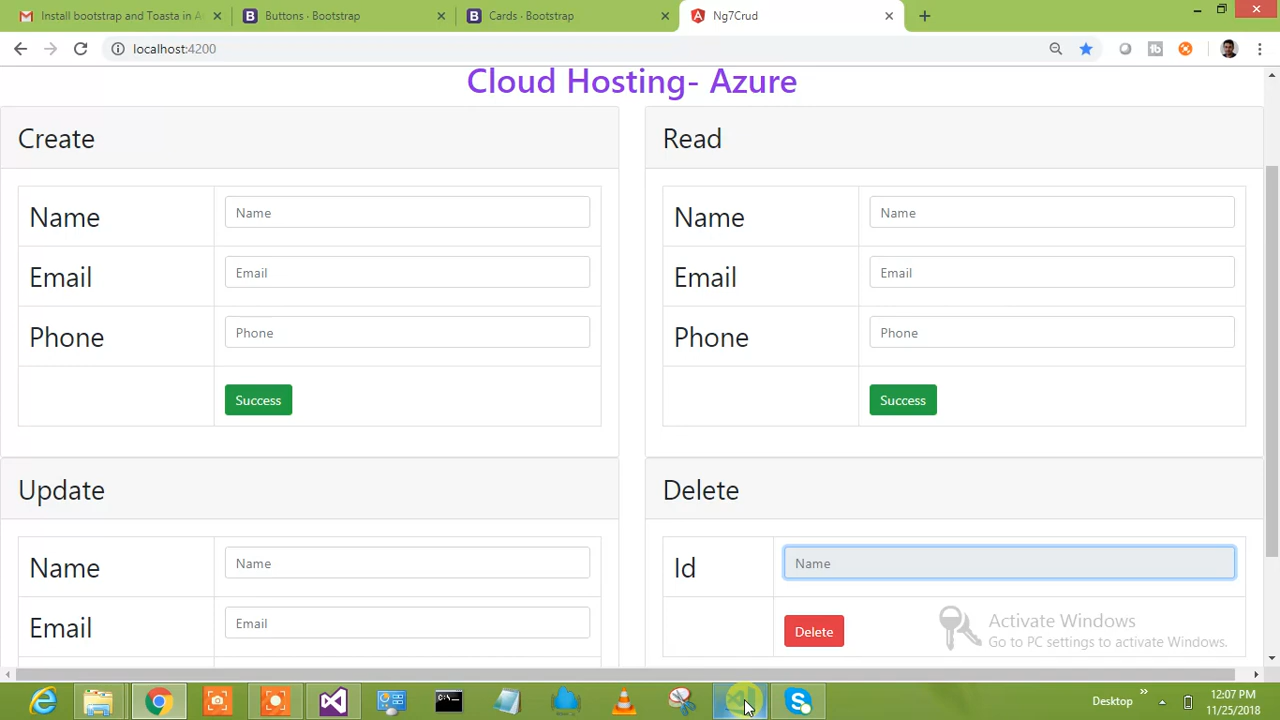 Install bootstrap and Toasta in A
Buttons · Bootstrap
Cards · Bootstrap
Ng7Crud
localhost:4200
Cloud Hosting- Azure
Create
Name
Name
Email
Email
Phone
Phone
Success
Read
Name
Name
Email
Email
Phone
Phone
Success
Update
Name
Name
Email
Email
Delete
Id
Name
Delete
Activate Windows
Go to PC settings to activate Windows.
Desktop
12:07 PM
11/25/2018